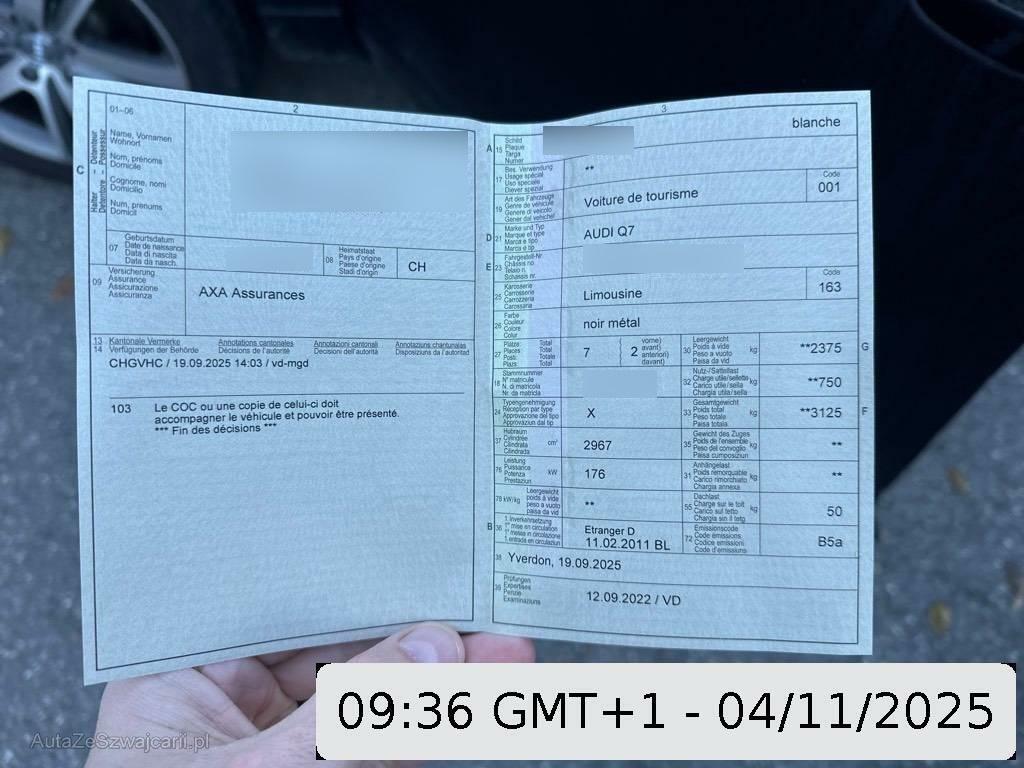 01–06
2
3
blanche
C
Halter - Detenteur
Detentore - Possessur
Name, Vornamen
Wohnort
Nom, prénoms
Domicile
Cognome, nomi
Domicilio
Num, prenums
Domicil
07
Geburtsdatum
Date de naissance
Data di nascita
Data da nasch.
08
Heimatstaat
Pays d'origine
Paese d'origine
Stadi d'origin
CH
09
Versicherung
Assurance
Assicurazione
Assicuranza
AXA Assurances
13
14
Kantonale Vermerke
Verfügungen der Behörde
Annotations cantonales
Décisions de l'autorité
Annotazioni cantonali
Decisioni dell'autorità
Annotaziuns chantunalas
Disposiziuns da l'autoritad
CHGVHC / 19.09.2025 14:03 / vd-mgd
103 Le COC ou une copie de celui-ci doit
accompagner le véhicule et pouvoir être présenté.
*** Fin des décisions ***
A 15
Schild
Plaque
Targa
Numer
17
Bes. Verwendung
Usage spécial
Uso speciale
Diever spezial
**
19
Art des Fahrzeugs
Genre de véhicule
Genere di veicolo
Gener dal vehichel
Voiture de tourisme
Code
001
D 21
Marke und Typ
Marque et type
Marca e tipo
Marca e tip
AUDI Q7
E 23
Fahrgestell-Nr.
Châssis no.
Telaio n.
Schassis nr.
25
Karosserie
Carrosserie
Carrozzeria
Carossaria
Limousine
Code
163
26
Farbe
Couleur
Colore
Colur
noir métal
27
Plätze: Total
Places: Total
Posti: Totale
Plazs: Total
7
2
vorne)
avant)
anteriori)
davant)
30
Leergewicht
Poids à vide
Peso a vuoto
Paisa da vid
kg
**2375
G
18
Stammnummer
N° matricule
N. di matricola
Nr. da matricla
32
Nutz-/Sattellast
Charge utile/sellette
Carico utile/sella
Chargia utila/sella
kg
**750
24
Typengenehmigung
Réception par type
Approvazione del tipo
Approvaziun dal tip
X
33
Gesamtgewicht
Poids total
Peso totale
Paisa totala
kg
**3125
F
37
Hubraum
Cylindrée
Cilindrata
Cilindrada
cm³
2967
35
Gewicht des Zuges
Poids de l'ensemble
Peso del convoglio
Paisa cumposiziun
kg
**
76
Leistung
Puissance
Potenza
Prestaziun
kW
176
31
Anhängelast
Poids remorquable
Carico rimorchiato
Chargia annexa
kg
**
78 kW/kg
Leergewicht
poids à vide
peso a vuoto
paisa da vid
**
55
Dachlast
Charge sur le toit
Carico sul tetto
Chargia sin il tetg
kg
50
B 36
1. Inverkehrsetzung
1re mise en circulation
1a messa in circolazione
1. entrada en circulaziun
Etranger D
11.02.2011 BL
72
Emissionscode
Code émissions
Codice emissioni
Code d'emissiuns
B5a
38
Yverdon, 19.09.2025
39
Prüfungen
Expertises
Perizie
Examinaziuns
12.09.2022 / VD
AutaZeSzwajcarii.pl
09:36 GMT+1 - 04/11/2025